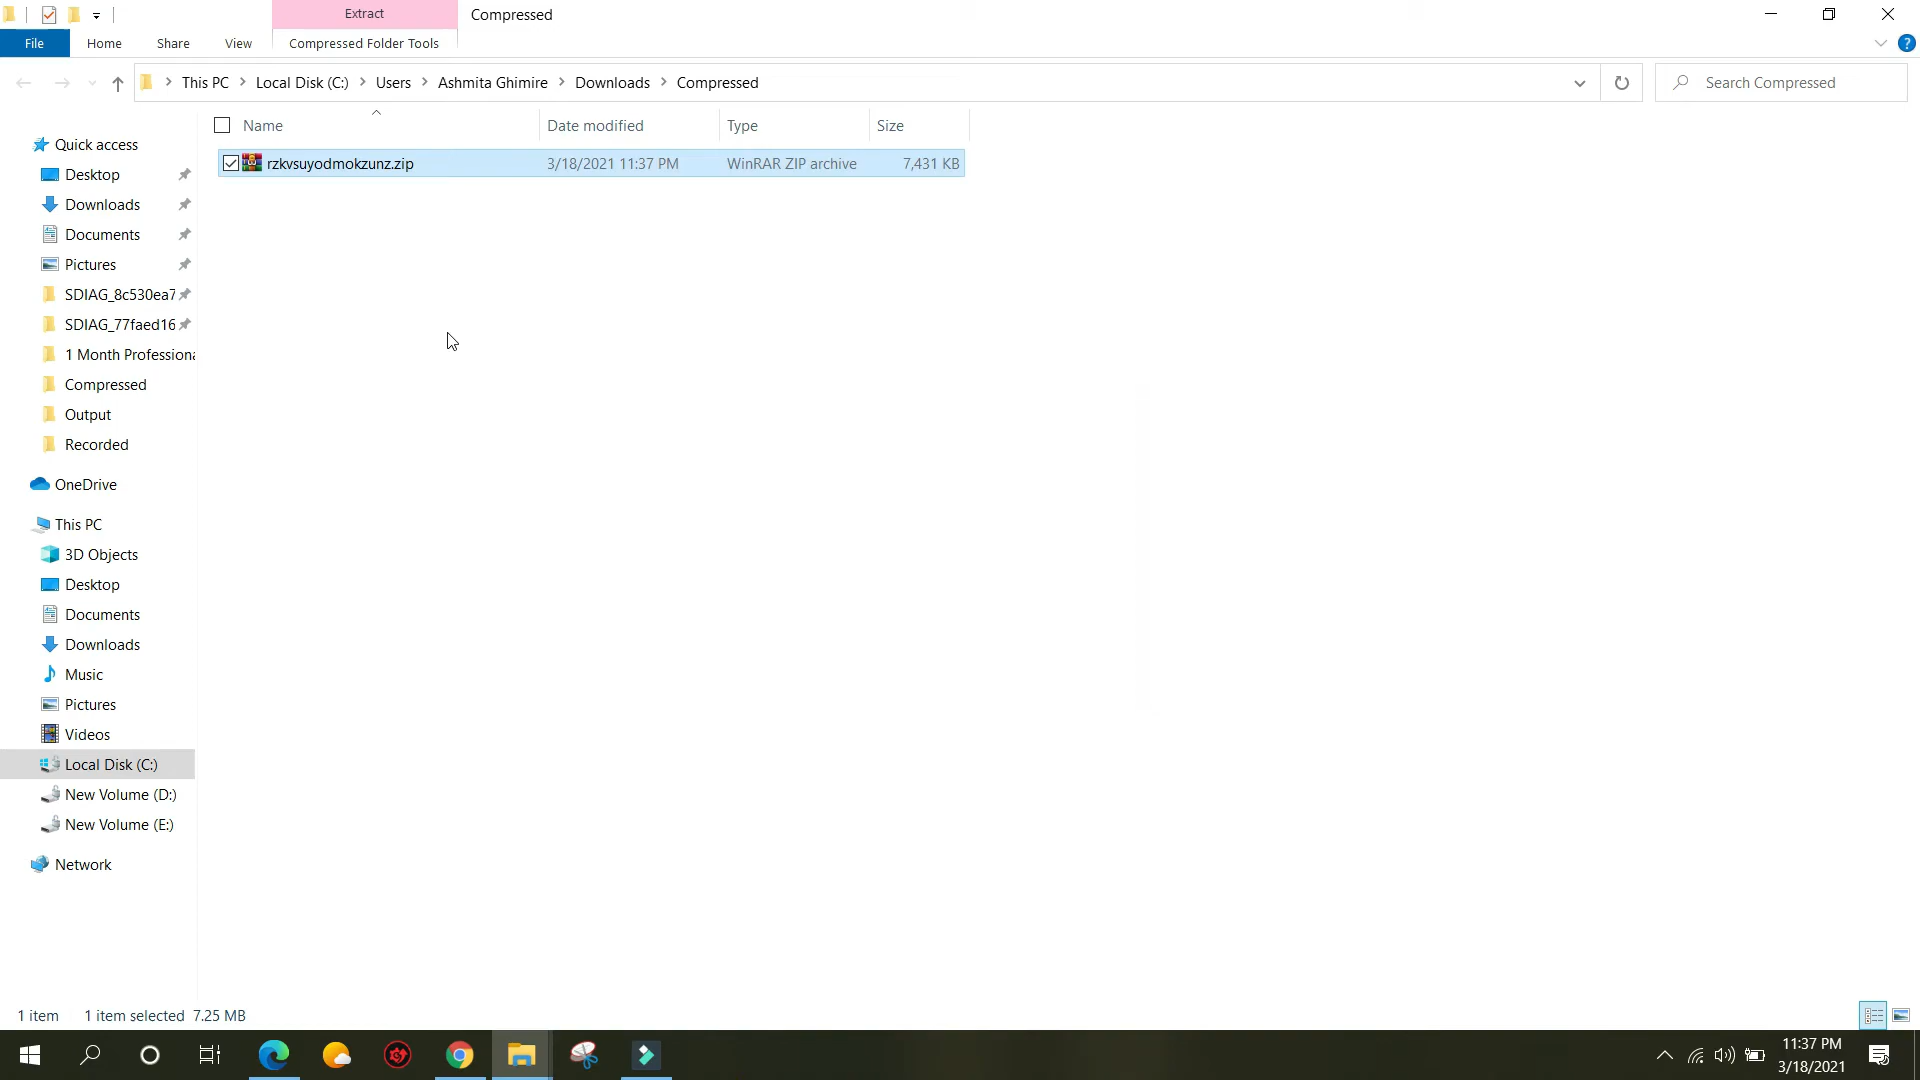 Extract
Compressed
File
Home
Share
View
Compressed Folder Tools
This PC
Local Disk (C:)
Users
Ashmita Ghimire
Downloads
Compressed
Search Compressed
Name
Date modified
Type
Size
rzkvsuyodmokzunz.zip
3/18/2021 11:37 PM
WinRAR ZIP archive
7,431 KB
Quick access
Desktop
Downloads
Documents
Pictures
SDIAG_8c530ea7
SDIAG_77faed16
1 Month Professiona
Compressed
Output
Recorded
OneDrive
This PC
3D Objects
Desktop
Documents
Downloads
Music
Pictures
Videos
Local Disk (C:)
New Volume (D:)
New Volume (E:)
Network
1 item
1 item selected 7.25 MB
11:37 PM
3/18/2021